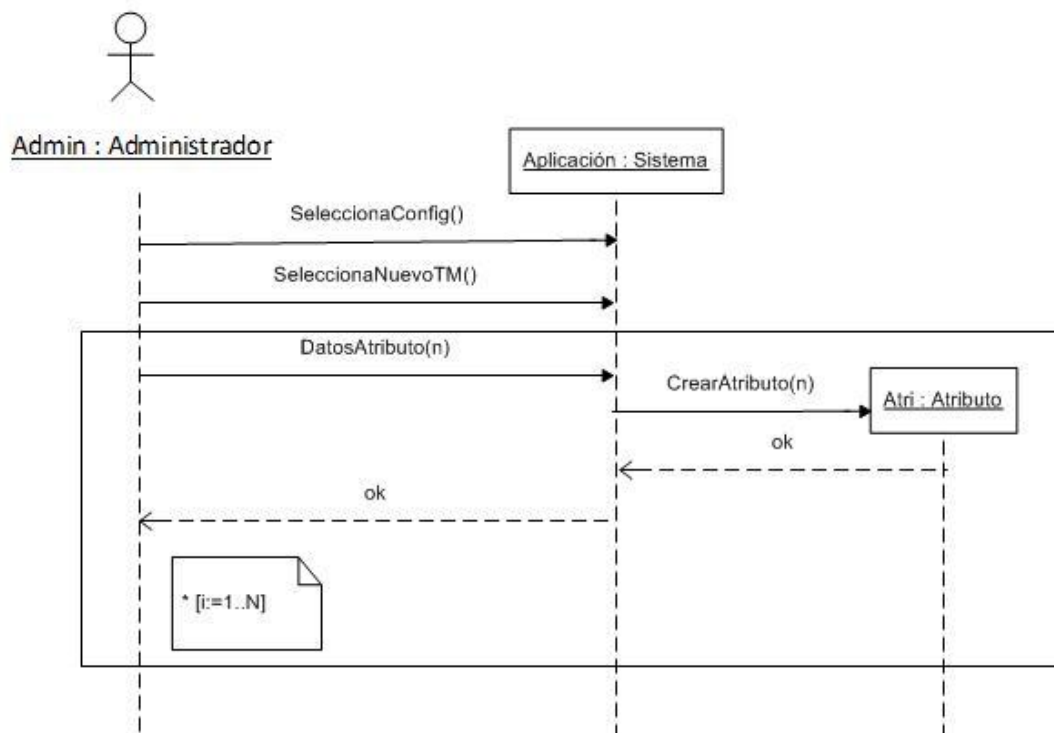 Admin : Administrador
Aplicación : Sistema
SeleccionaConfig()
SeleccionaNuevoTM()
DatosAtributo(n)
CrearAtributo(n)
Atri : Atributo
ok
ok
* [i:=1..N]